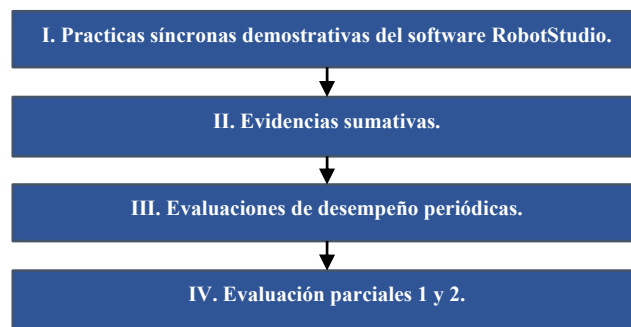 I. Practicas síncronas demostrativas del software RobotStudio.
II. Evidencias sumativas.
III. Evaluaciones de desempeño periódicas.
IV. Evaluación parciales 1 y 2.